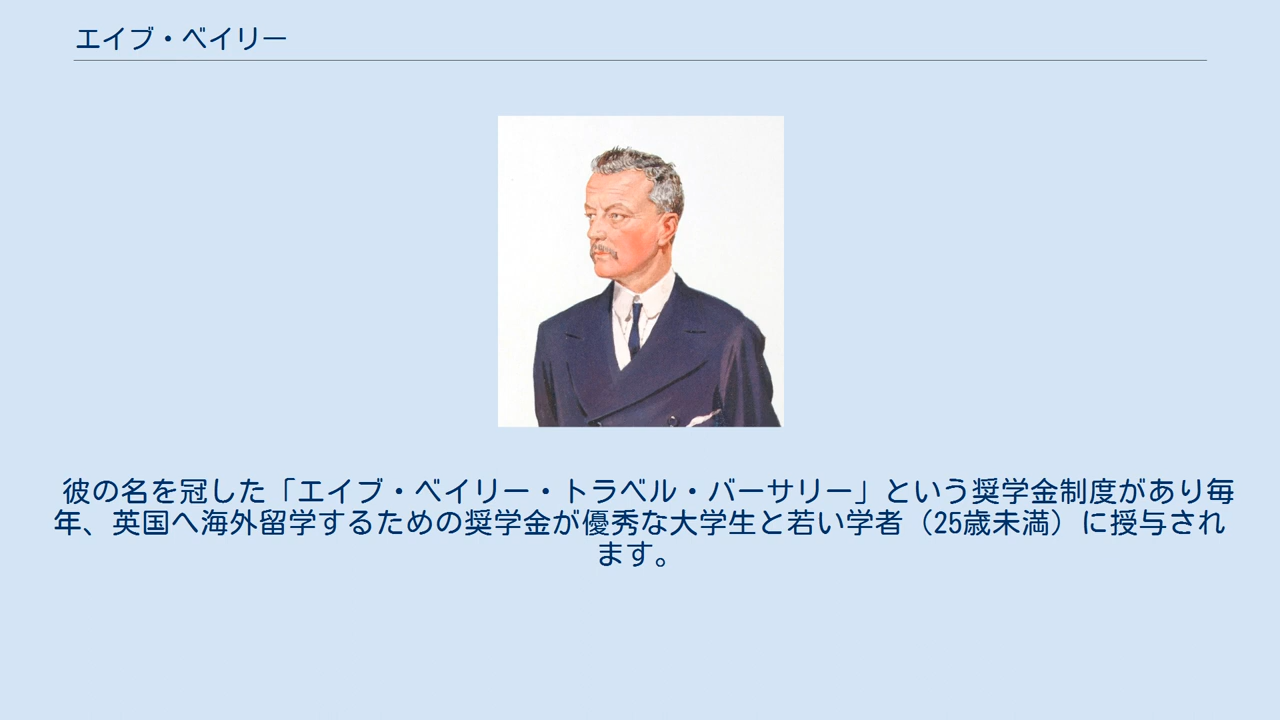 エイブ・ベイリー
彼の名を冠した「エイブ・ベイリー・トラベル・バーサリー」という奨学金制度があり毎
年、英国へ海外留学するための奨学金が優秀な大学生と若い学者（25歳未満）に授与され
ます。